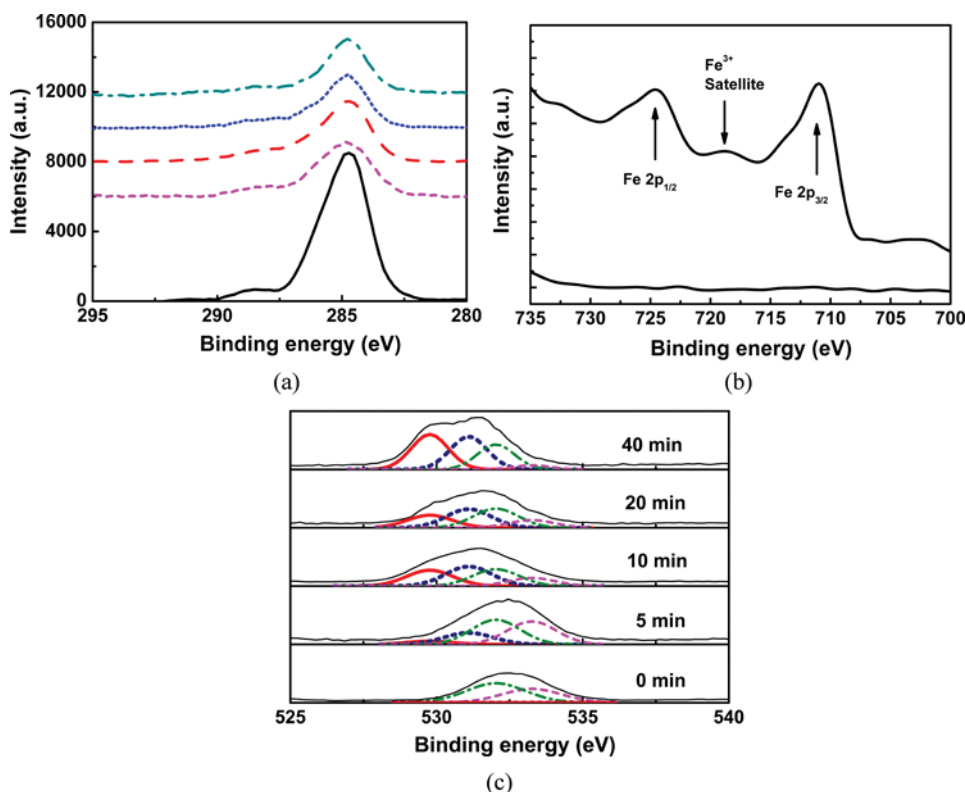 16000
12000
8000
4000
0
295
290
285
280
Intensity (a.u.)
Binding energy (eV)
(a)
Fe³⁺
Satellite
Fe 2p₁/₂
Fe 2p₃/₂
735
730
725
720
715
710
705
700
Intensity (a.u.)
Binding energy (eV)
(b)
40 min
20 min
10 min
5 min
0 min
525
530
535
540
Binding energy (eV)
(c)